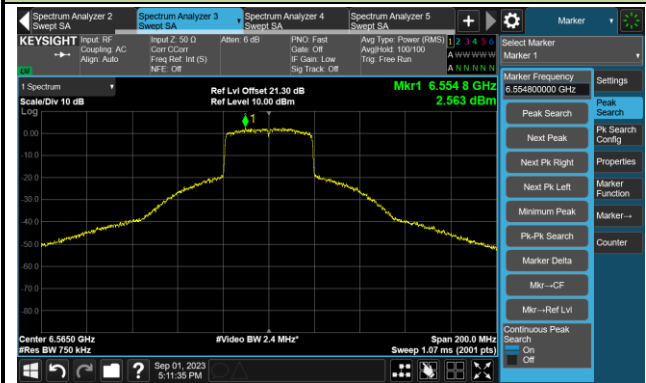 Spectrum Analyzer 2
Swept SA
Spectrum Analyzer 3
Swept SA
Spectrum Analyzer 4
Swept SA
Spectrum Analyzer 5
Swept SA
Marker
KEYSIGHT
Input: RF
Coupling: AC
Align: Auto
Input Z: 50 Ω
Corr CCorr
Freq Ref: Int (S)
NFE: Off
Atten: 6 dB
PNO: Fast
Gate: Off
IF Gain: Low
Sig Track: Off
Avg Type: Power (RMS)
Avg|Hold: 100/100
Trig: Free Run
1 2 3 4 5 6
A W W W W W
A N N N N N
Select Marker
Marker 1
1 Spectrum
Scale/Div 10 dB
Log
Ref Lvl Offset 21.30 dB
Ref Level 10.00 dBm
Mkr1 6.554 8 GHz
2.563 dBm
1
0.00
-10.0
-20.0
-30.0
-40.0
-50.0
-60.0
-70.0
-80.0
Center 6.5650 GHz
#Res BW 750 kHz
#Video BW 2.4 MHz*
Span 200.0 MHz
Sweep 1.07 ms (2001 pts)
Marker Frequency
6.554800000 GHz
Peak Search
Next Peak
Next Pk Right
Next Pk Left
Minimum Peak
Pk-Pk Search
Marker Delta
Mkr→CF
Mkr→Ref Lvl
Continuous Peak
Search
On
Off
Settings
Peak
Search
Pk Search
Config
Properties
Marker
Function
Marker→
Counter
Sep 01, 2023
5:11:35 PM